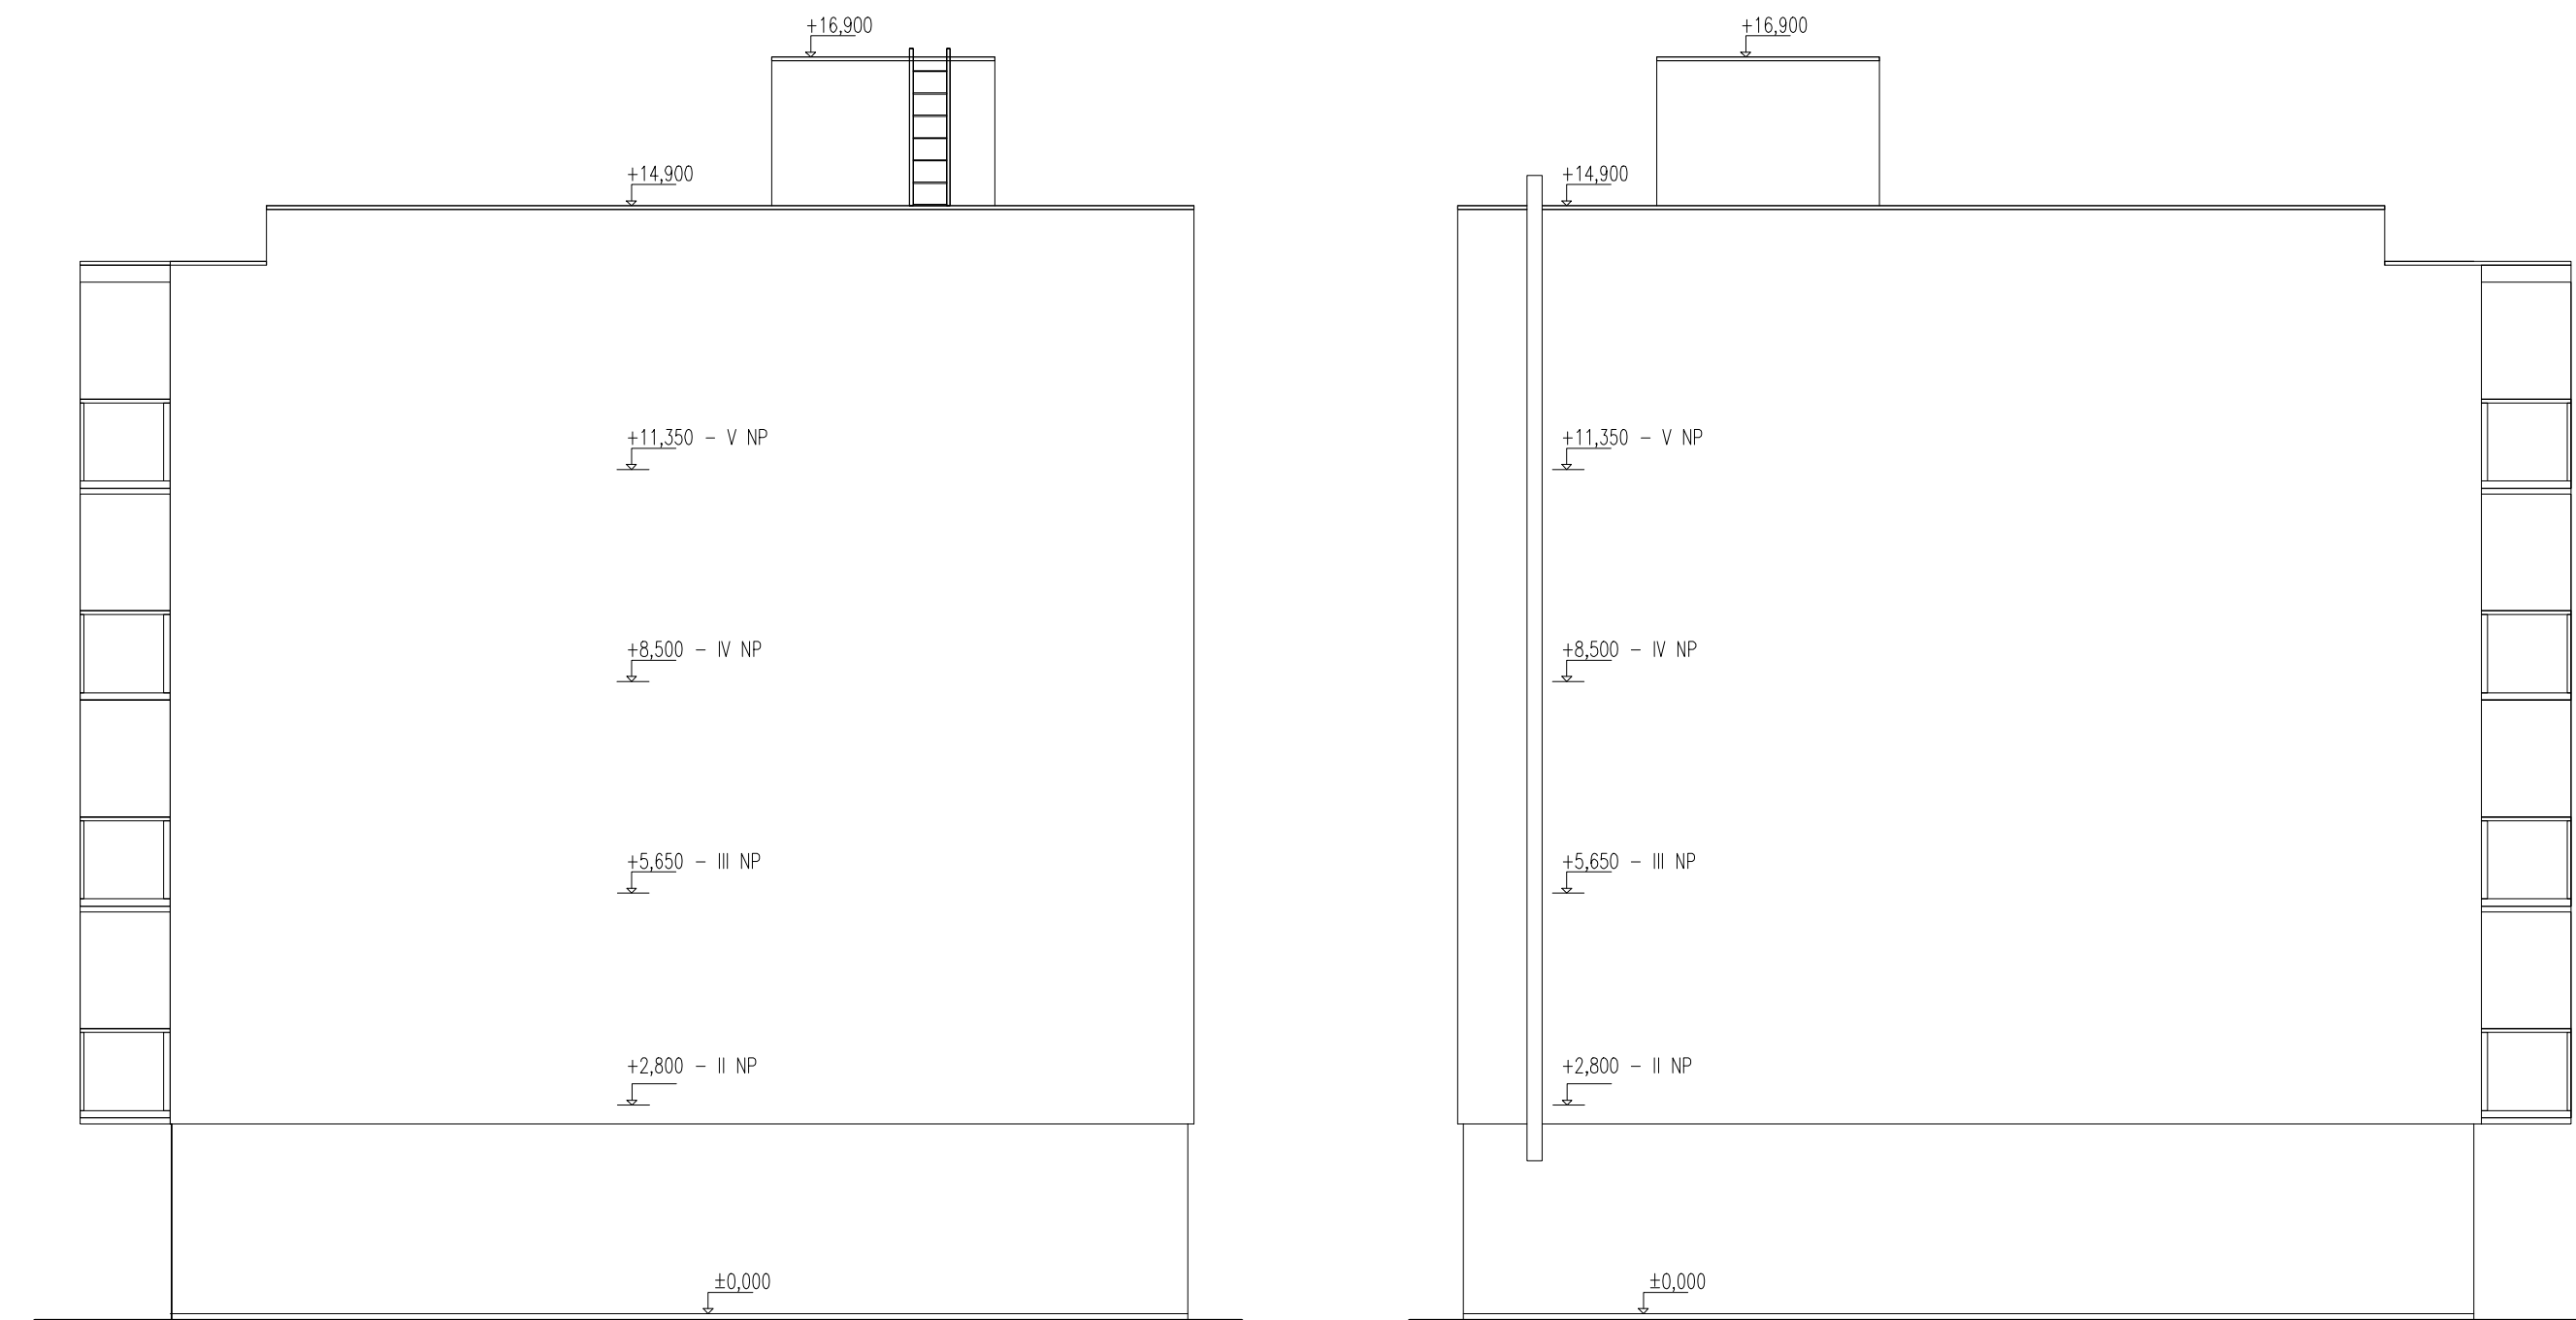 +16,900
+14,900
+11,350 - V NP
+8,500 - IV NP
+5,650 - III NP
+2,800 - II NP
±0,000
+16,900
+14,900
+11,350 - V NP
+8,500 - IV NP
+5,650 - III NP
+2,800 - II NP
±0,000